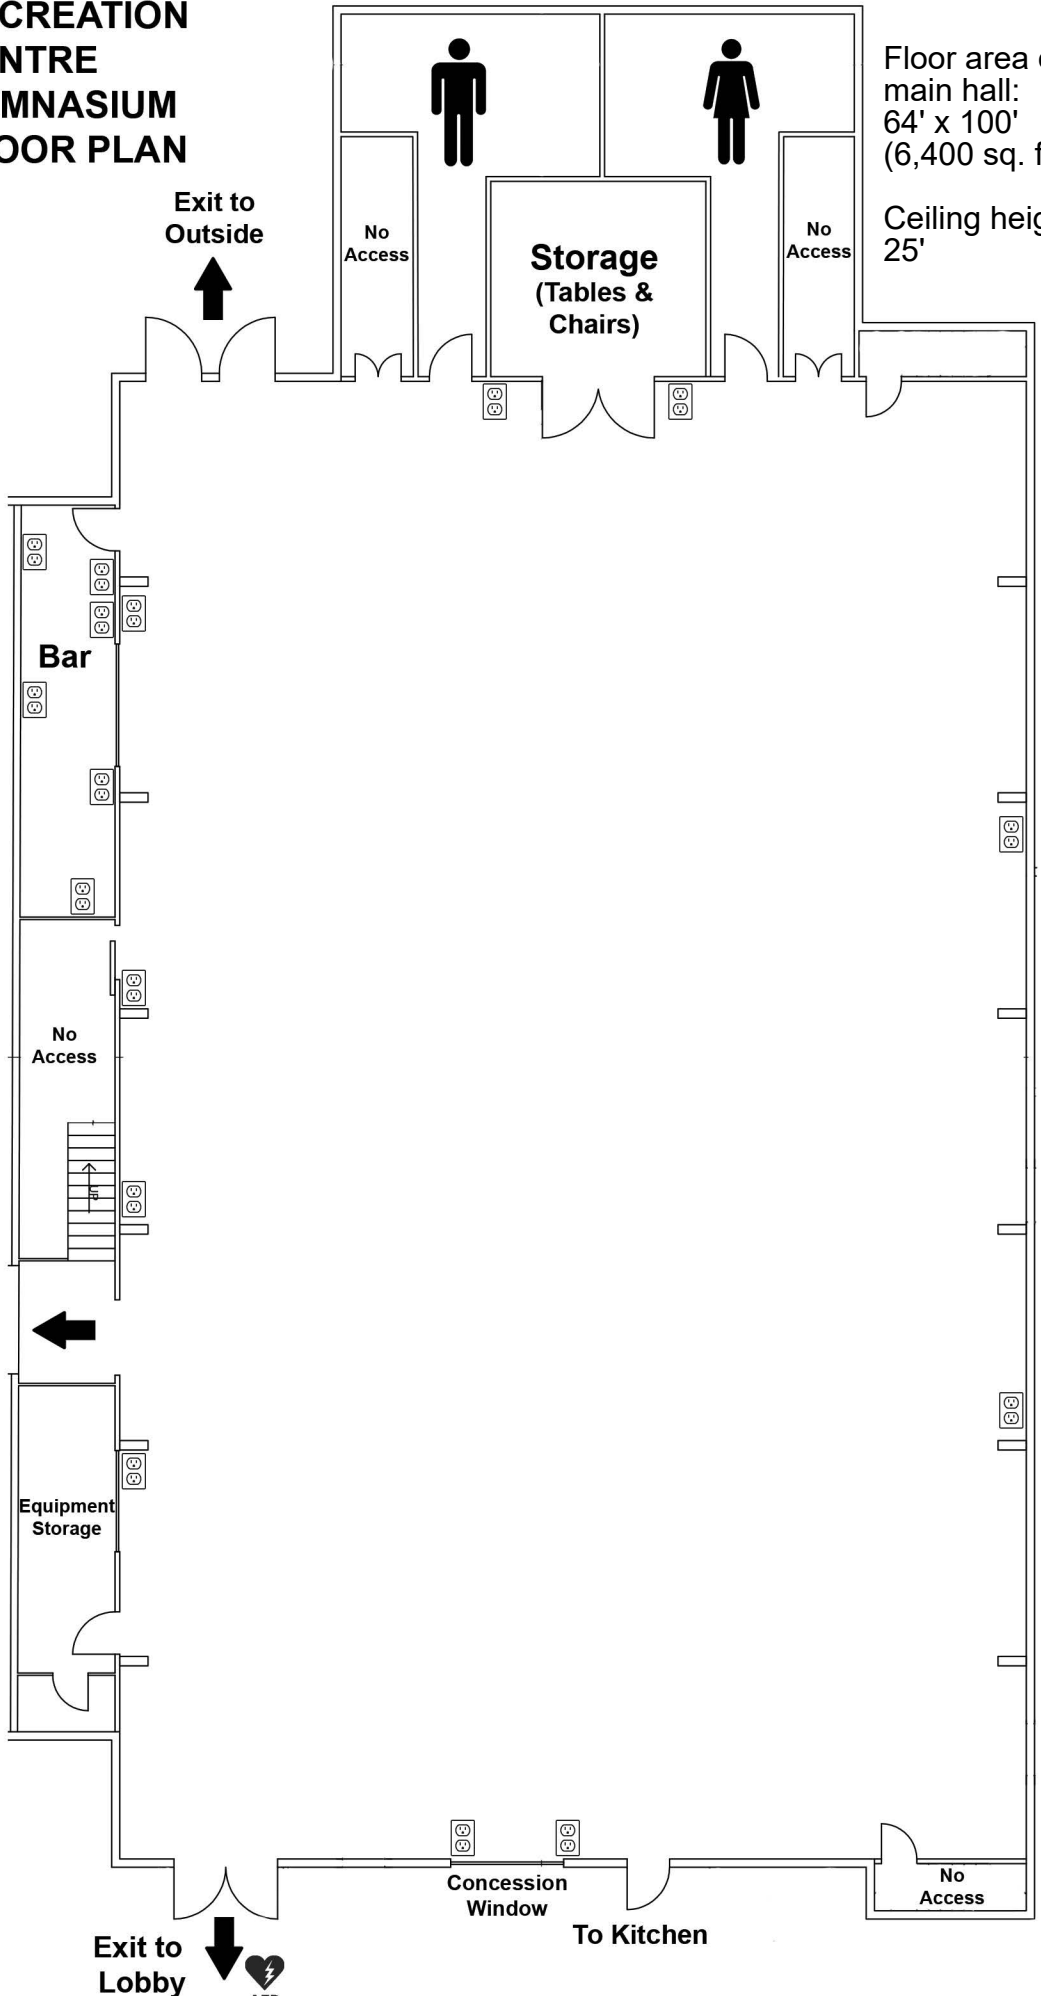 CREATION
NTRE
MNASIUM
OOR PLAN
Floor area
main hall:
64' x 100'
(6,400 sq. f
Ceiling heig
25'
Exit to
Outside
No
Access
Storage
(Tables &
Chairs)
No
Access
Bar
No
Access
UP
Equipment
Storage
Concession
Window
To Kitchen
No
Access
Exit to
Lobby